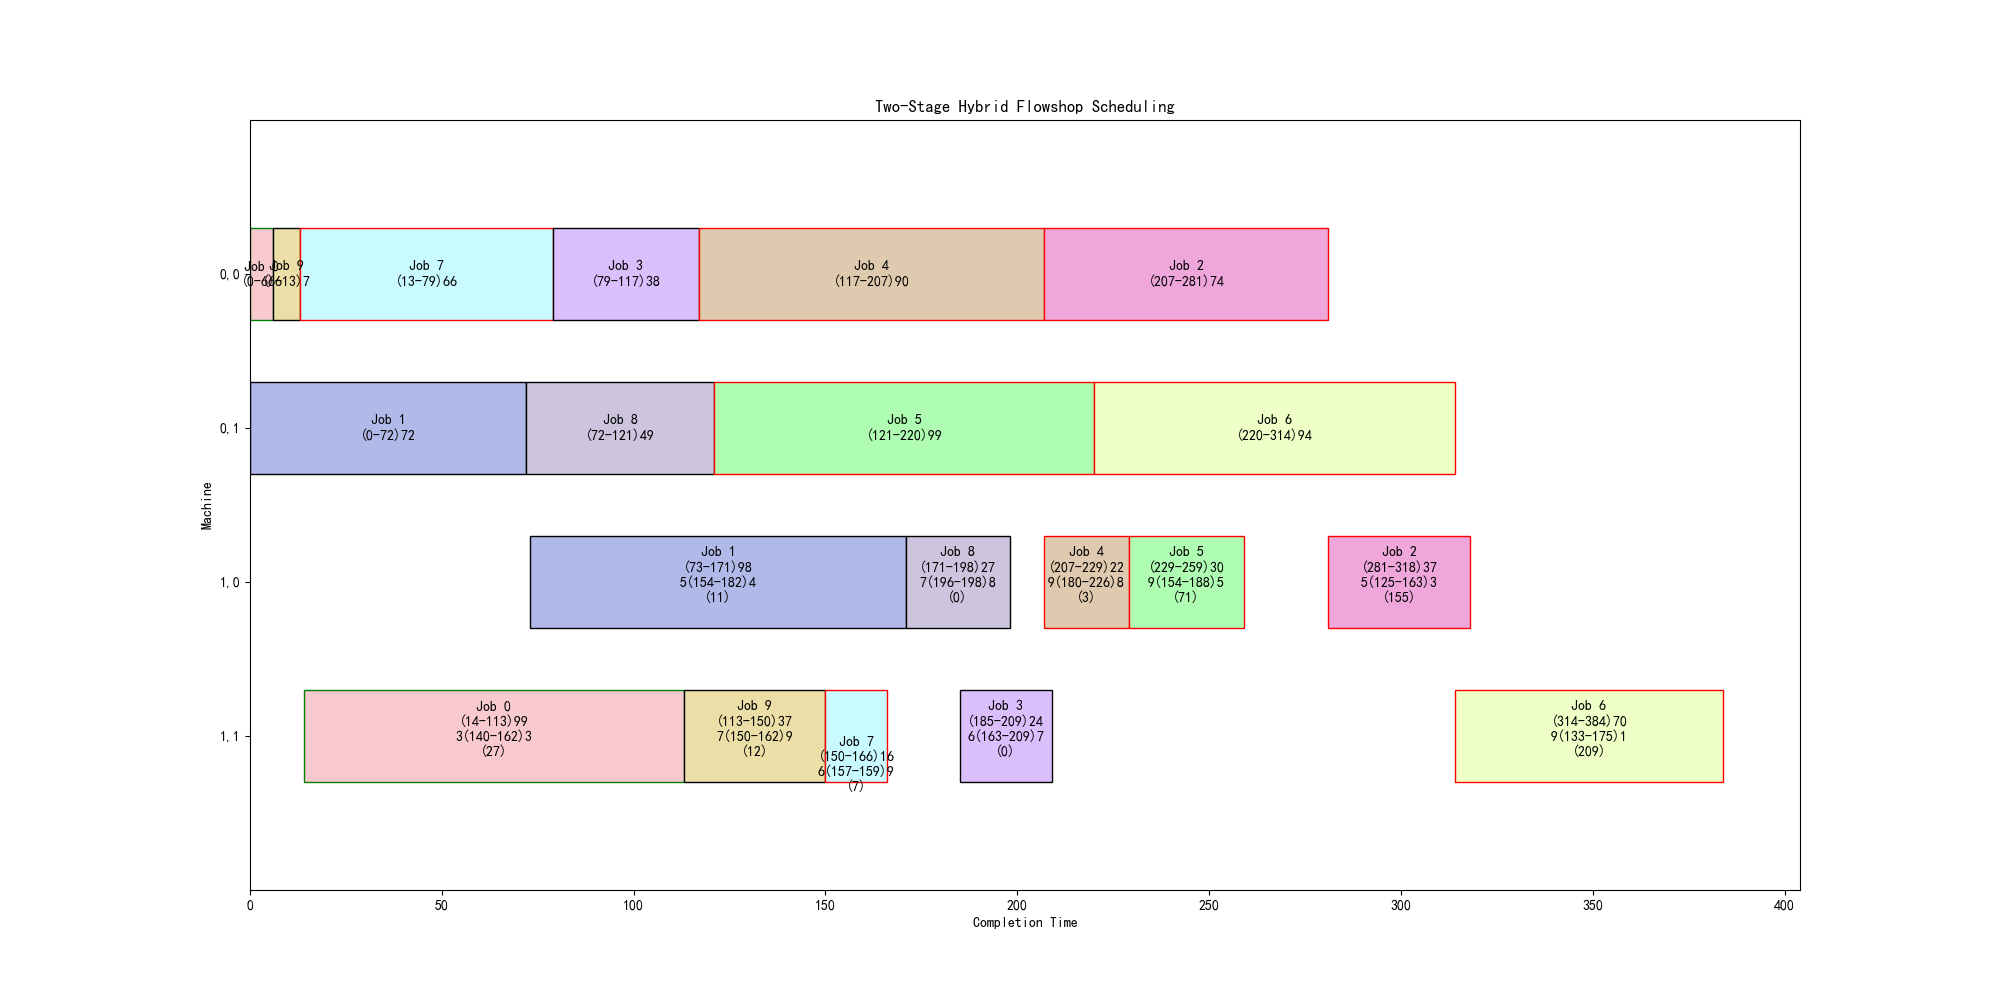 Two-Stage Hybrid Flowshop Scheduling
0,0
Job 9
Job 7
(13-79)66
Job 3
(79-117)38
Job 4
(117-207)90
Job 2
(207-281)74
0,1
Job 1
(0-72)72
Job 8
(72-121)49
Job 5
(121-220)99
Job 6
(220-314)94
Machine
1,0
Job 1
(73-171)98
5(154-182)4
(11)
Job 8
(171-198)27
7(196-198)8
(0)
Job 4
(207-229)22
9(180-226)8
(3)
Job 5
(229-259)30
9(154-188)5
(71)
Job 2
(281-318)37
5(125-163)3
(155)
1,1
Job 0
(14-113)99
3(140-162)3
(27)
Job 9
(113-150)37
7(150-162)9
(12)
Job 7
(150-166)16
6(157-159)9
(7)
Job 3
(185-209)24
6(163-209)7
(0)
Job 6
(314-384)70
9(133-175)1
(209)
0 50 100 150 200 250 300 350 400
Completion Time